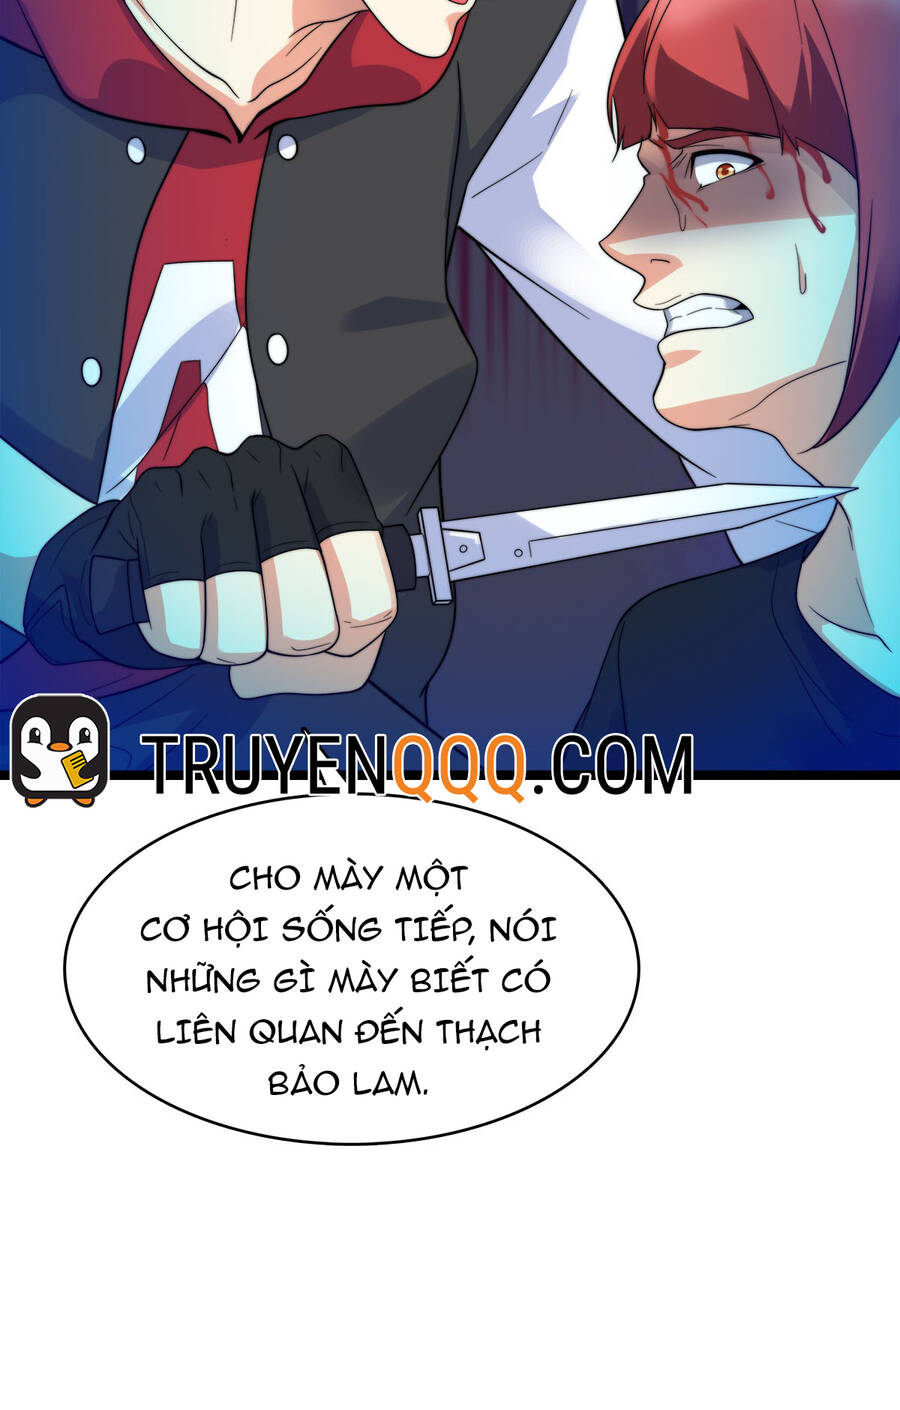 A
TRUYENQQQ.COM
CHO MÀY MỘT
CƠ HỘI SỐNG TIẾP, NÓI
NHỮNG GÌ MÀY BIẾT CÓ
LIÊN QUAN ĐẾN THẠCH
BẢO LAM.